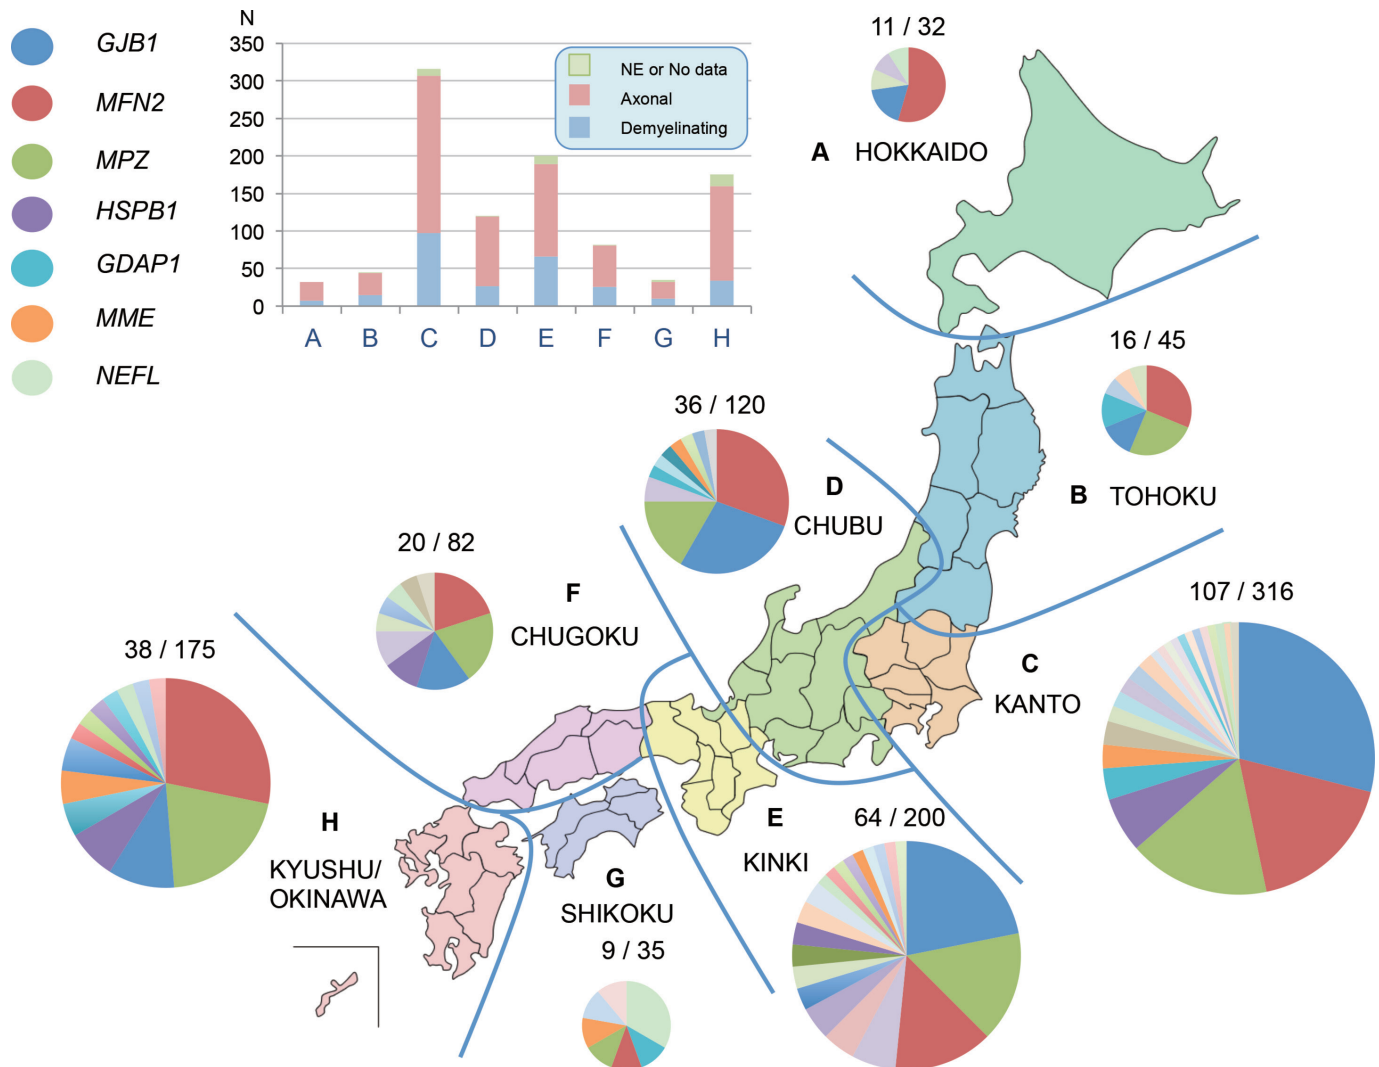 GJB1
MFN2
MPZ
HSPB1
GDAP1
MME
NEFL
N
350
300
250
200
150
100
50
0
A B C D E F G H
NE or No data
Axonal
Demyelinating
11 / 32
A HOKKAIDO
16 / 45
B TOHOKU
36 / 120
D
CHUBU
20 / 82
F
CHUGOKU
107 / 316
C
KANTO
38 / 175
H
KYUSHU/
OKINAWA
E
KINKI
64 / 200
G
SHIKOKU
9 / 35